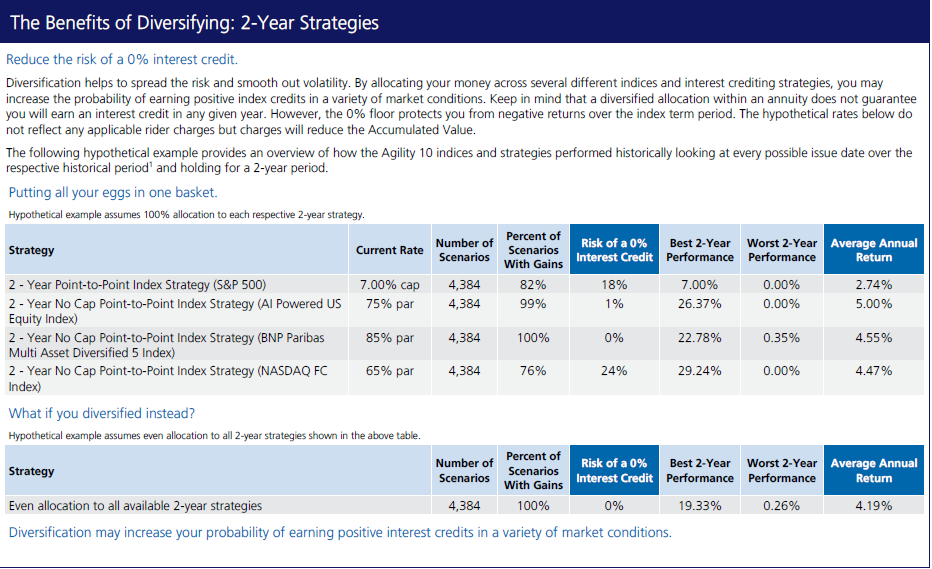 The Benefits of Diversifying: 2-Year Strategies
Reduce the risk of a 0% interest credit.
Diversification helps to spread the risk and smooth out volatility. By allocating your money across several different indices and interest crediting strategies, you may
increase the probability of earning positive index credits in a variety of market conditions. Keep in mind that a diversified allocation within an annuity does not guarantee
you will earn an interest credit in any given year. However, the 0% floor protects you from negative returns over the index term period. The hypothetical rates below do
not reflect any applicable rider charges but charges will reduce the Accumulated Value.
The following hypothetical example provides an overview of how the Agility 10 indices and strategies performed historically looking at every possible issue date over the
respective historical period¹ and holding for a 2-year period.
Putting all your eggs in one basket.
Hypothetical example assumes 100% allocation to each respective 2-year strategy.
Strategy Current Rate Number of Scenarios Percent of Scenarios With Gains Risk of a 0% Interest Credit Best 2-Year Performance Worst 2-Year Performance Average Annual Return
2 - Year Point-to-Point Index Strategy (S&P 500) 7.00% cap 4,384 82% 18% 7.00% 0.00% 2.74%
2 - Year No Cap Point-to-Point Index Strategy (AI Powered US Equity Index) 75% par 4,384 99% 1% 26.37% 0.00% 5.00%
2 - Year No Cap Point-to-Point Index Strategy (BNP Paribas Multi Asset Diversified 5 Index) 85% par 4,384 100% 0% 22.78% 0.35% 4.55%
2 - Year No Cap Point-to-Point Index Strategy (NASDAQ FC Index) 65% par 4,384 76% 24% 29.24% 0.00% 4.47%
What if you diversified instead?
Hypothetical example assumes even allocation to all 2-year strategies shown in the above table.
Strategy Number of Scenarios Percent of Scenarios With Gains Risk of a 0% Interest Credit Best 2-Year Performance Worst 2-Year Performance Average Annual Return
Even allocation to all available 2-year strategies 4,384 100% 0% 19.33% 0.26% 4.19%
Diversification may increase your probability of earning positive interest credits in a variety of market conditions.